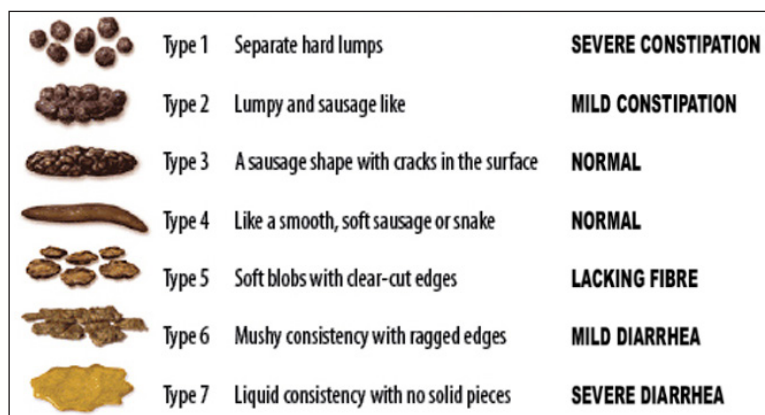 Type 1 Separate hard lumps SEVERE CONSTIPATION
Type 2 Lumpy and sausage like MILD CONSTIPATION
Type 3 A sausage shape with cracks in the surface NORMAL
Type 4 Like a smooth, soft sausage or snake NORMAL
Type 5 Soft blobs with clear-cut edges LACKING FIBRE
Type 6 Mushy consistency with ragged edges MILD DIARRHEA
Type 7 Liquid consistency with no solid pieces SEVERE DIARRHEA